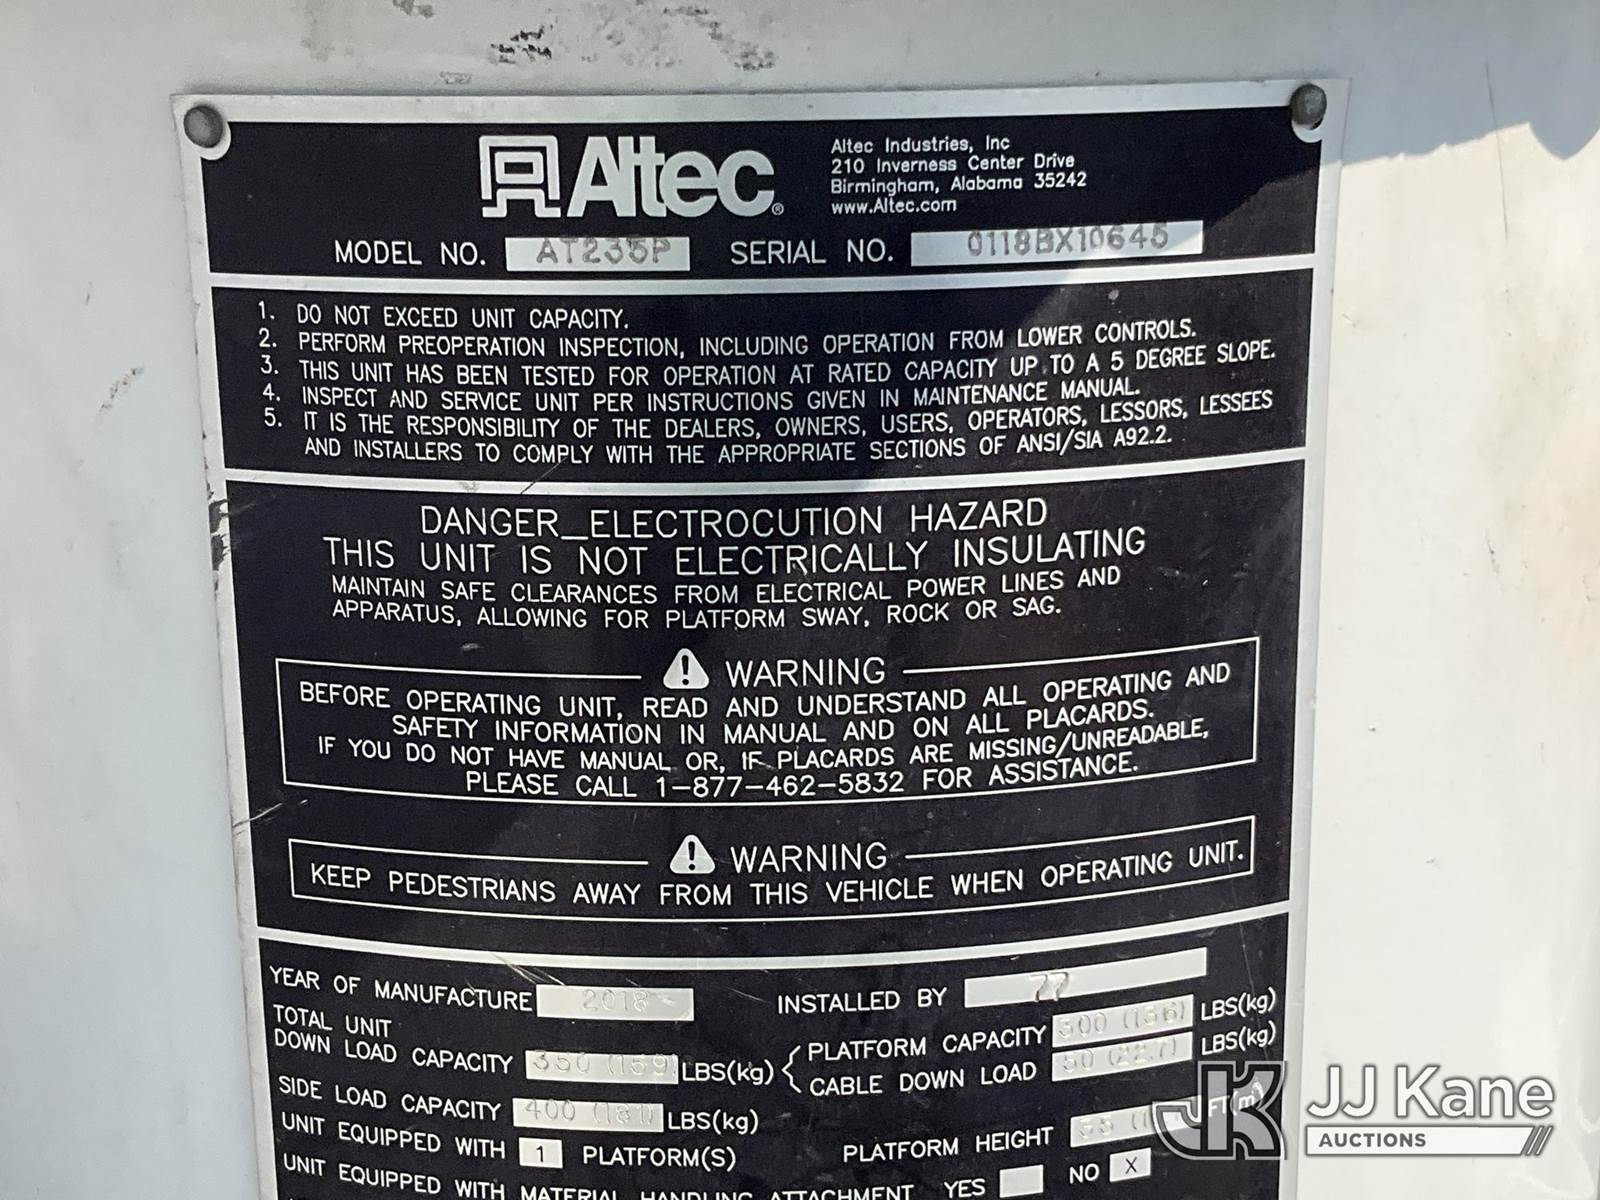 Altec®
Altec Industries, Inc
210 Inverness Center Drive
Birmingham, Alabama 35242
www.Altec.com
MODEL NO. AT235P SERIAL NO. 0118BX10645
1. DO NOT EXCEED UNIT CAPACITY.
2. PERFORM PREOPERATION INSPECTION, INCLUDING OPERATION FROM LOWER CONTROLS.
3. THIS UNIT HAS BEEN TESTED FOR OPERATION AT RATED CAPACITY UP TO A 5 DEGREE SLOPE.
4. INSPECT AND SERVICE UNIT PER INSTRUCTIONS GIVEN IN MAINTENANCE MANUAL.
5. IT IS THE RESPONSIBILITY OF THE DEALERS, OWNERS, USERS, OPERATORS, LESSORS, LESSEES
AND INSTALLERS TO COMPLY WITH THE APPROPRIATE SECTIONS OF ANSI/SIA A92.2.
DANGER_ELECTROCUTION HAZARD
THIS UNIT IS NOT ELECTRICALLY INSULATING
MAINTAIN SAFE CLEARANCES FROM ELECTRICAL POWER LINES AND
APPARATUS, ALLOWING FOR PLATFORM SWAY, ROCK OR SAG.
WARNING
BEFORE OPERATING UNIT, READ AND UNDERSTAND ALL OPERATING AND
SAFETY INFORMATION IN MANUAL AND ON ALL PLACARDS.
IF YOU DO NOT HAVE MANUAL OR, IF PLACARDS ARE MISSING/UNREADABLE,
PLEASE CALL 1-877-462-5832 FOR ASSISTANCE.
WARNING
KEEP PEDESTRIANS AWAY FROM THIS VEHICLE WHEN OPERATING UNIT.
YEAR OF MANUFACTURE 2018 INSTALLED BY 77
TOTAL UNIT
DOWN LOAD CAPACITY 350 (159) LBS(kg)
PLATFORM CAPACITY 300 (136) LBS(kg)
CABLE DOWN LOAD 50 (22.7) LBS(kg)
SIDE LOAD CAPACITY 400 (181) LBS(kg)
PLATFORM HEIGHT FT(m)
UNIT EQUIPPED WITH 1 PLATFORM(S)
UNIT EQUIPPED WITH MATERIAL HANDLING ATTACHMENT YES NO X
JJ Kane
AUCTIONS